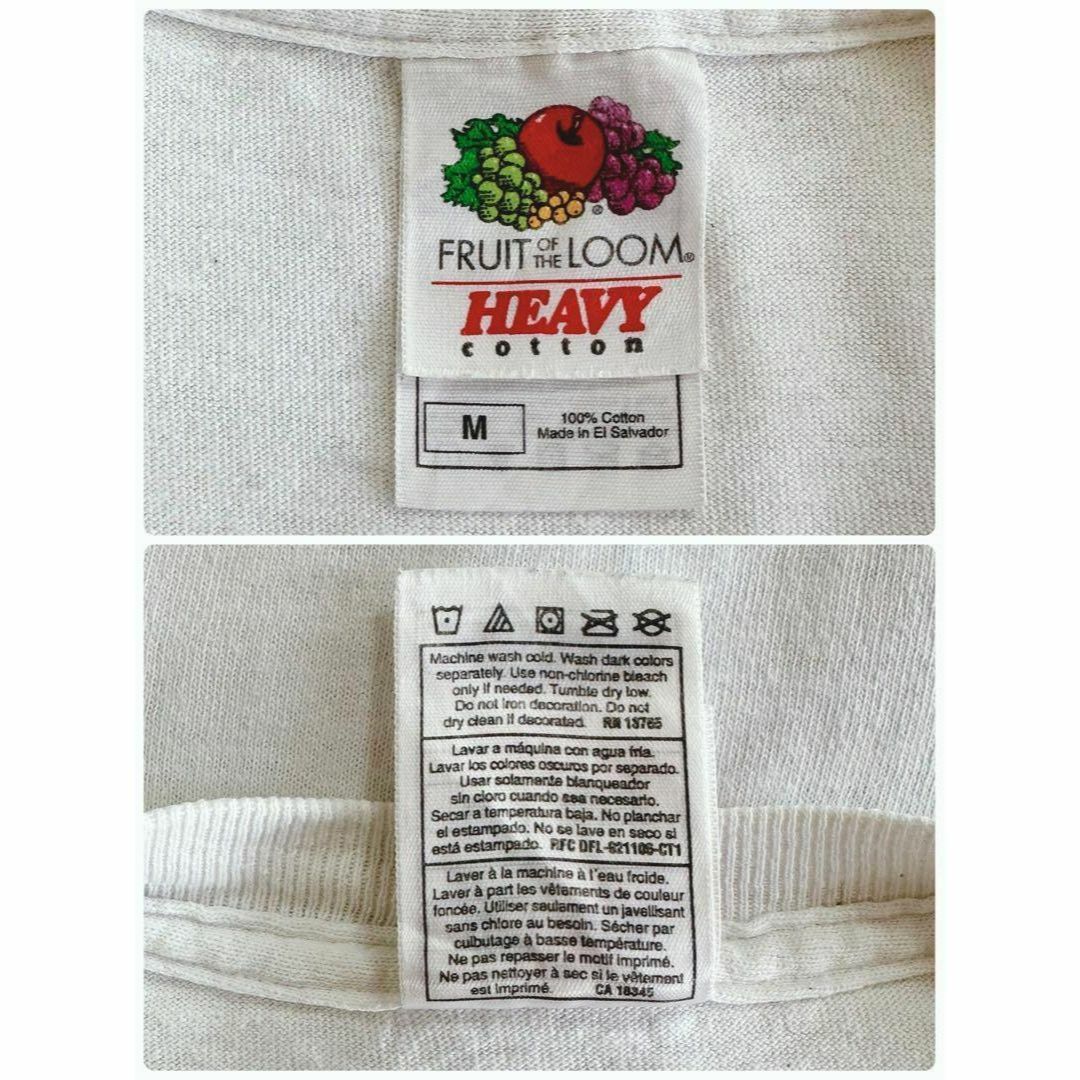 FRUIT OF THE LOOM®
HEAVY
cotton
M
100% Cotton
Made in El Salvador
Machine wash cold. Wash dark colors
separately. Use non-chlorine bleach
only if needed. Tumble dry low.
Do not iron decoration. Do not
dry clean if decorated. RN 13765
Lavar a máquina con agua fría.
Lavar los colores oscuros por separado.
Usar solamente blanqueador
sin cloro cuando sea necesario.
Secar a temperatura baja. No planchar
el estampado. No se lave en seco si
está estampado. RFC DFL-621106-CT1
Laver à la machine à l'eau froide.
Laver à part les vêtements de couleur
foncée. Utiliser seulement un javellisant
sans chlore au besoin. Sécher par
culbutage à basse température.
Ne pas repasser le motif imprimé.
Ne pas nettoyer à sec si le vêtement
est imprimé. CA 18345